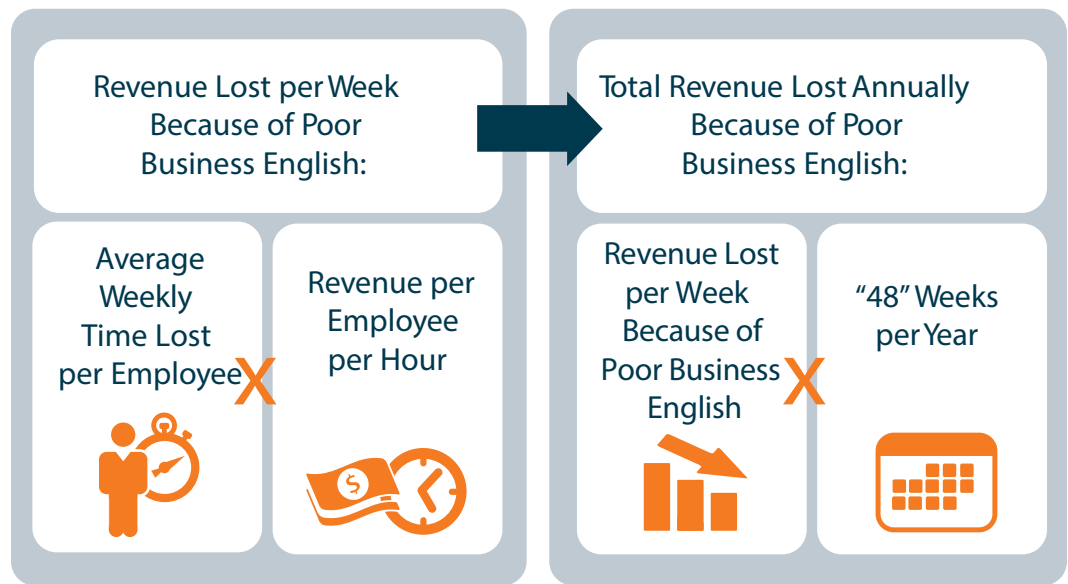 Revenue Lost per Week
Because of Poor
Business English:
Total Revenue Lost Annually
Because of Poor
Business English:
Average
Weekly
Time Lost
per Employee
X
Revenue per
Employee
per Hour
$
Revenue Lost
per Week
Because of
Poor Business
English
X
“48” Weeks
per Year